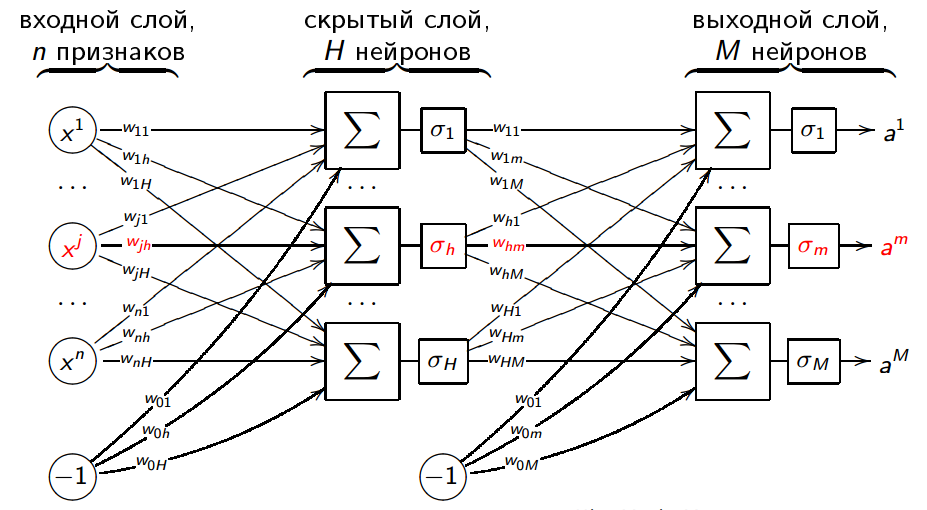 входной слой,
n признаков
скрытый слой,
H нейронов
выходной слой,
M нейронов
x¹ w₁₁ ∑ σ₁ w₁₁ ∑ σ₁ a¹
w₁ₕ w₁ₘ
w₁H w₁M
··· ··· ···
wⱼ₁ wₕ₁
xʲ wⱼₕ ∑ σₕ wₕₘ ∑ σₘ aᵐ
wⱼH wₕM
··· ··· ···
wₙ₁ wH₁
wₙₕ wHₘ
xⁿ wₙH ∑ σH wHM ∑ σM aᴹ
w₀₁ w₀₁
w₀ₕ w₀ₘ
w₀H w₀M
−1 −1